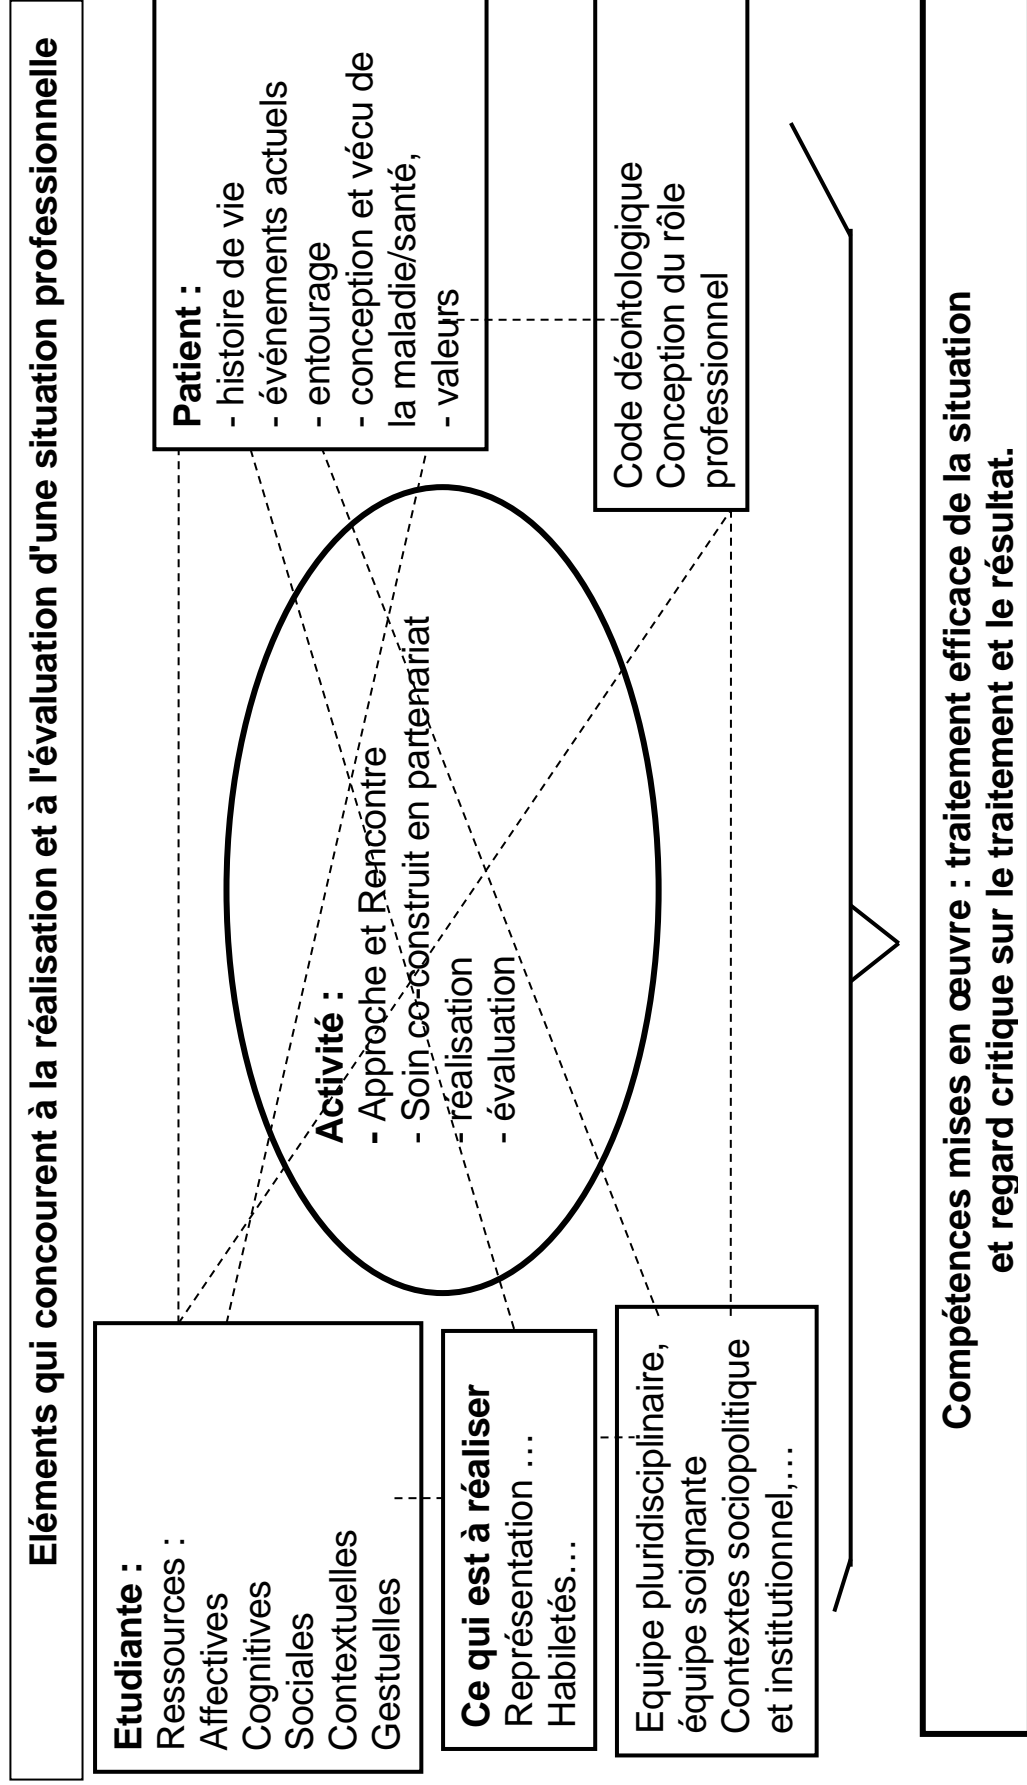 Eléments qui concourent à la réalisation et à l'évaluation d'une situation professionnelle
Etudiante :
Ressources :
Affectives
Cognitives
Sociales
Contextuelles
Gestuelles
Patient :
- histoire de vie
- événements actuels
- entourage
- conception et vécu de
la maladie/santé,
- valeurs
Activité :
- Approche et Rencontre
- Soin co-construit en partenariat
- réalisation
- évaluation
Ce qui est à réaliser
Représentation …
Habiletés…
Code déontologique
Conception du rôle
professionnel
Equipe pluridisciplinaire,
équipe soignante
Contextes sociopolitique
et institutionnel,…
Compétences mises en œuvre : traitement efficace de la situation
et regard critique sur le traitement et le résultat.